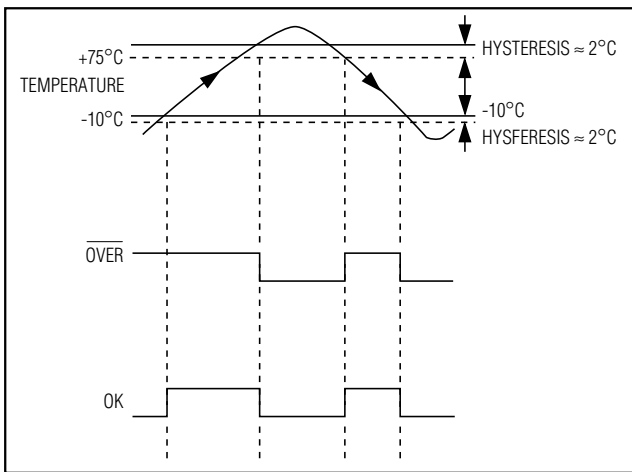 HYSTERESIS ≈ 2°C
+75°C
TEMPERATURE
-10°C
-10°C
HYSFERESIS ≈ 2°C
OVER
OK